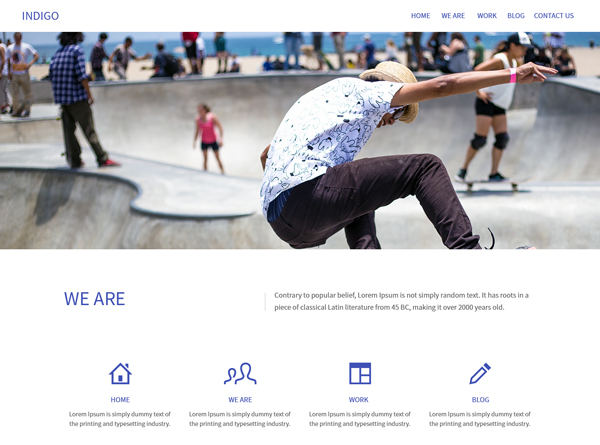 INDIGO
HOME WE ARE WORK BLOG CONTACT US
WE ARE
Contrary to popular belief, Lorem Ipsum is not simply random text. It has roots in a
piece of classical Latin literature from 45 BC, making it over 2000 years old.
HOME
Lorem Ipsum is simply dummy text of
the printing and typesetting industry.
WE ARE
Lorem Ipsum is simply dummy text of
the printing and typesetting industry.
WORK
Lorem Ipsum is simply dummy text of
the printing and typesetting industry.
BLOG
Lorem Ipsum is simply dummy text of
the printing and typesetting industry.